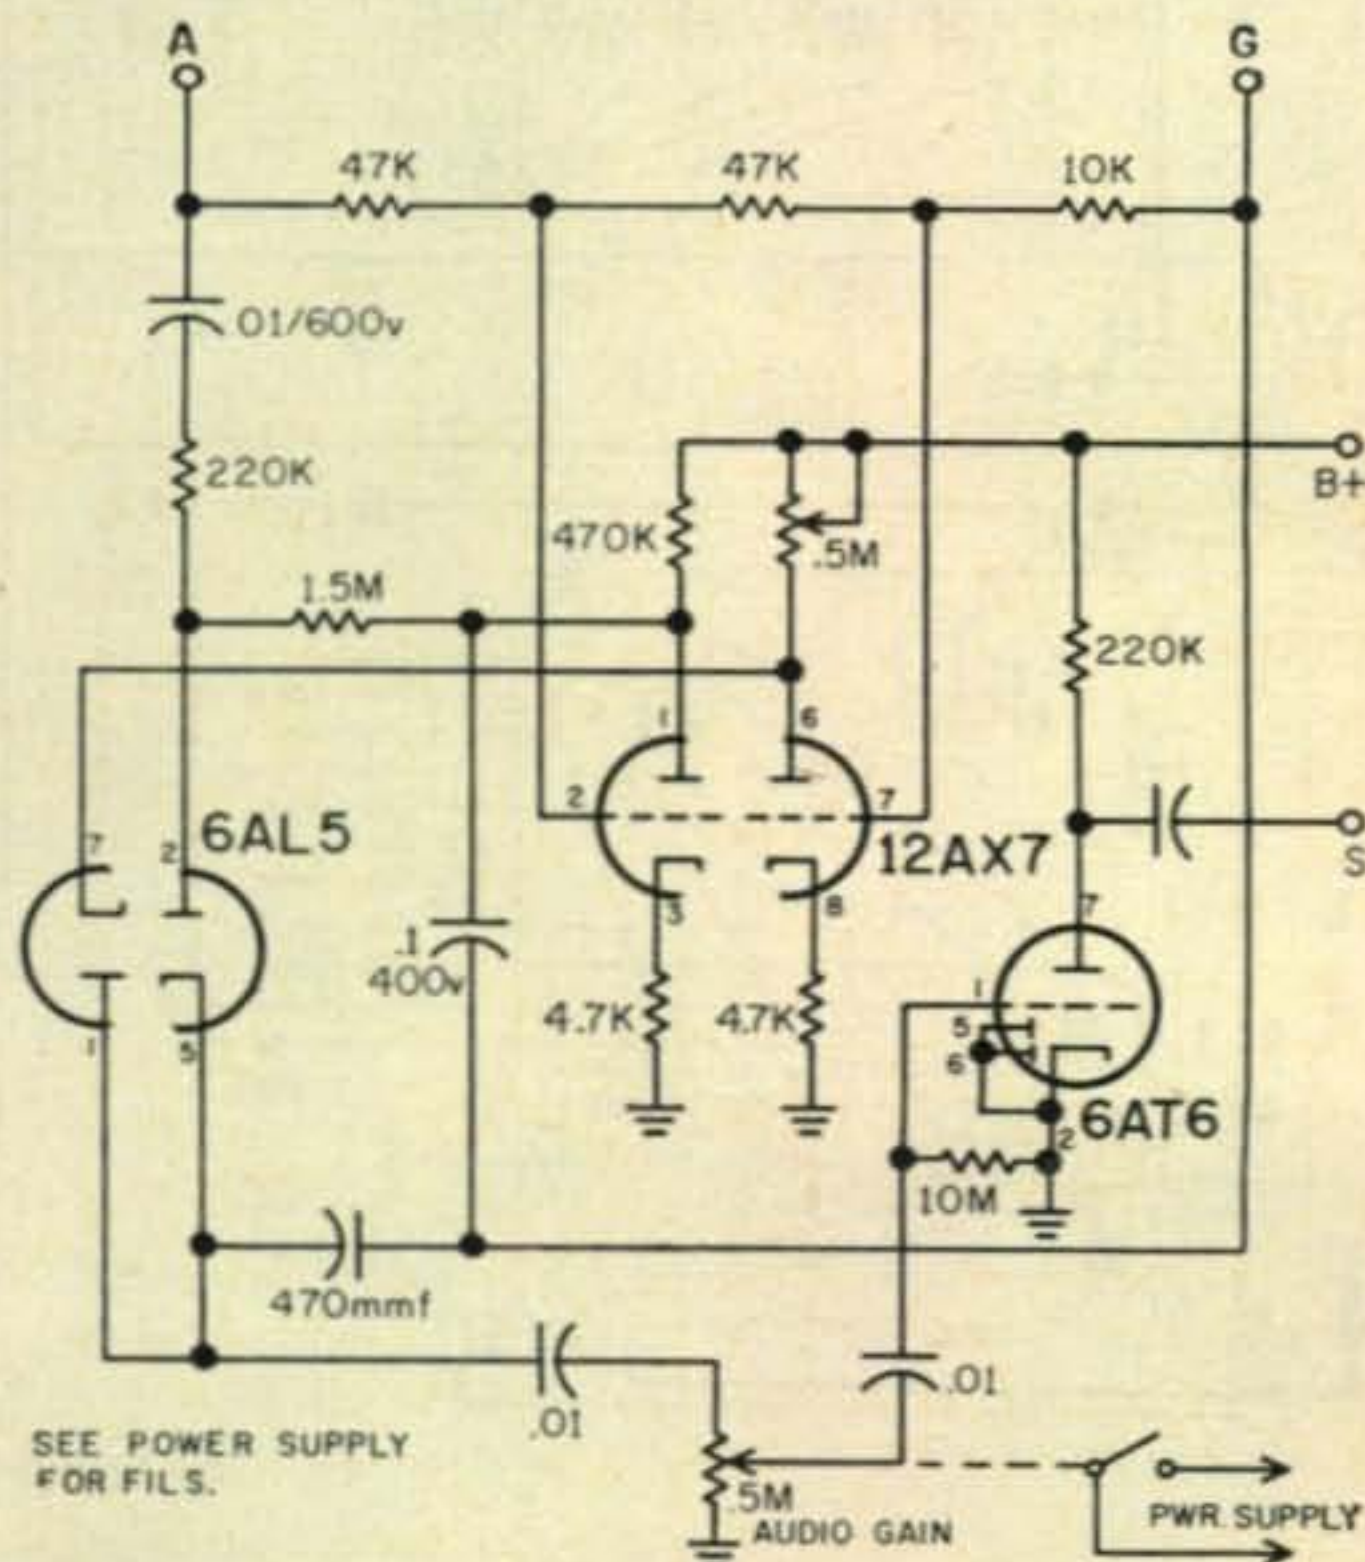 A
G
47K
47K
10K
01/600v
B+
220K
470K
.5M
1.5M
220K
1
6
2
7
6AL5
7
2
12AX7
S
3
8
7
.1
400v
4.7K
4.7K
1
5
6
1
5
6AT6
2
10M
470mmf
.01
.01
SEE POWER SUPPLY
FOR FILS.
.5M
AUDIO GAIN
PWR. SUPPLY